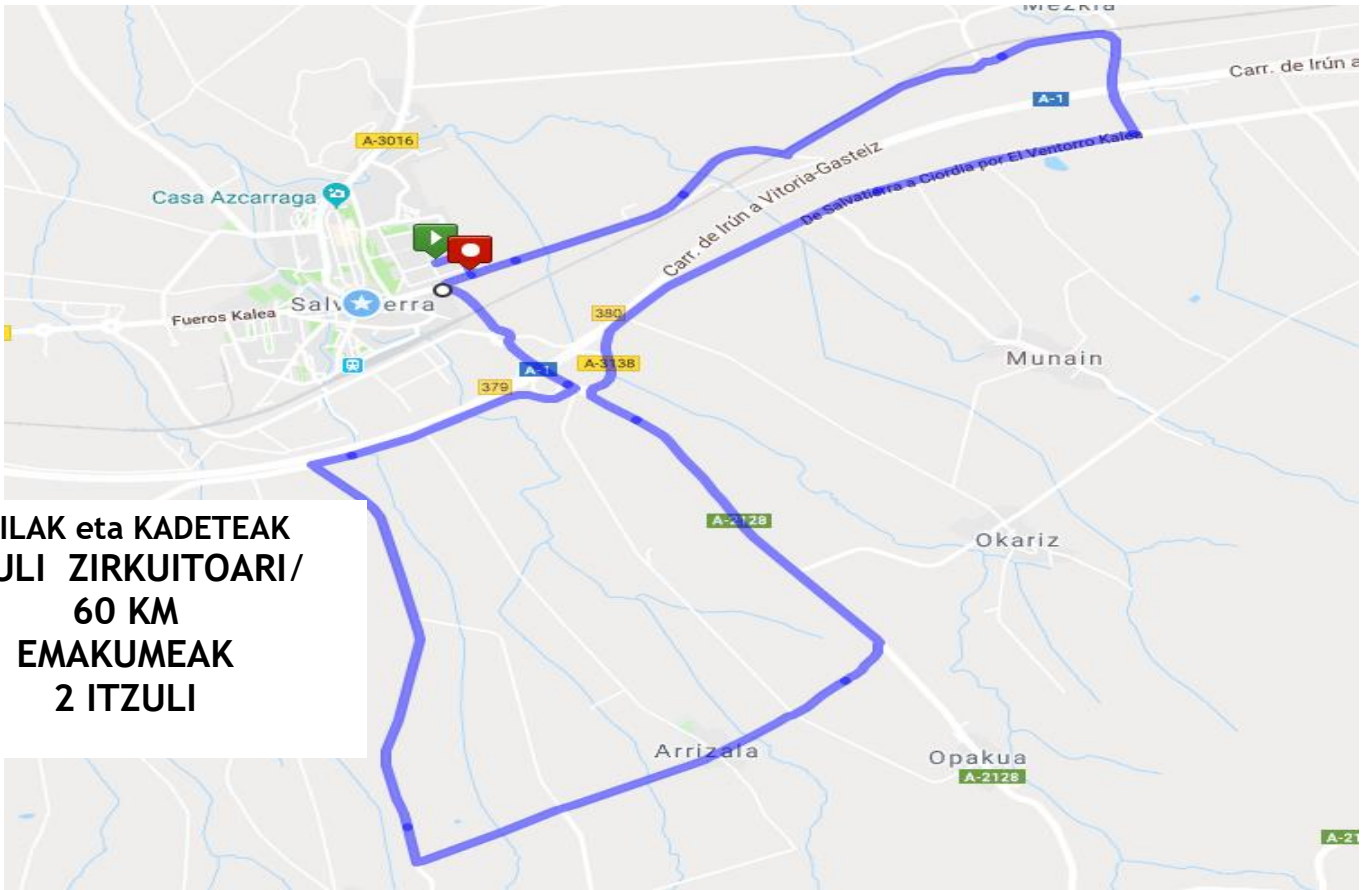 Carr. de Irún a
A-1
A-3016
De Salvatierra a Ciordia por El Ventorro Kalea
Carr. de Irún a Vitoria-Gasteiz
Casa Azcarraga
Fueros Kalea
380
Munain
A-3138
A-1
379
A-2128
Okariz
ILAK eta KADETEAK
ULI ZIRKUITOARI/
60 KM
EMAKUMEAK
2 ITZULI
Arrizala
Opakua
A-2128
A-21